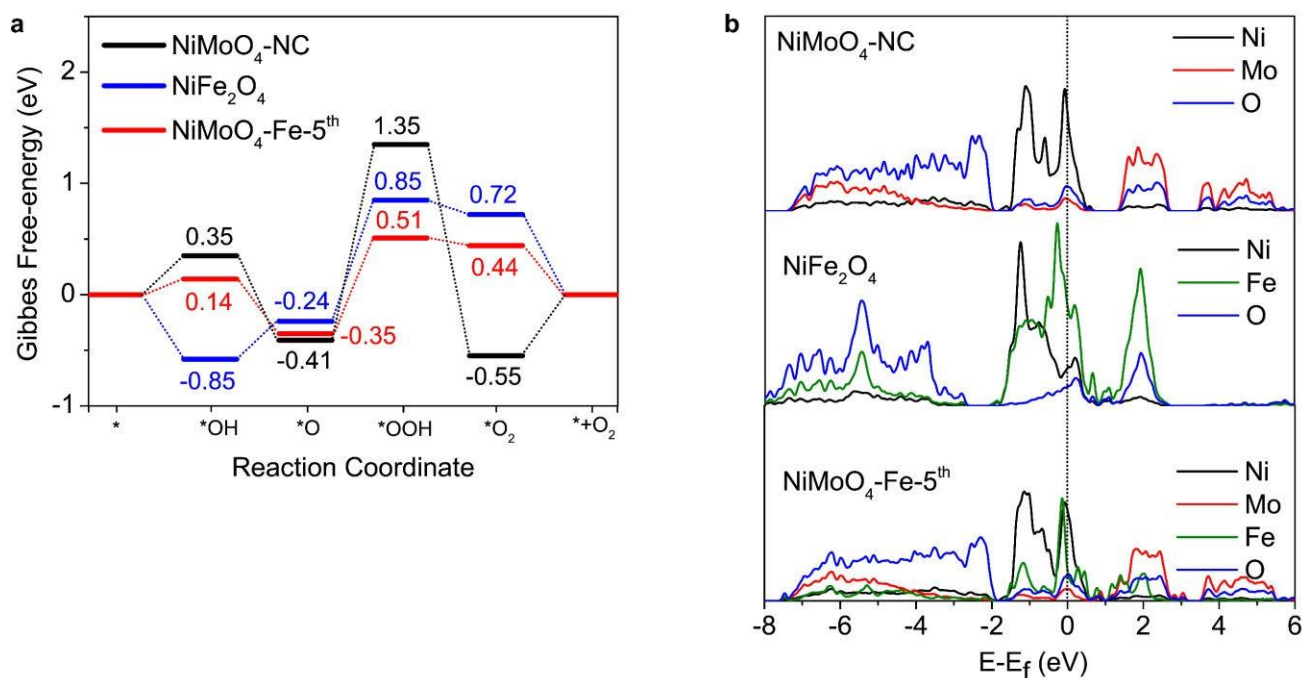 a
NiMoO₄-NC
NiFe₂O₄
NiMoO₄-Fe-5ᵗʰ
Gibbes Free-energy (eV)
2
1
0
-1
0.35
0.14
-0.85
-0.24
-0.35
-0.41
1.35
0.85
0.51
0.72
0.44
-0.55
*
*OH
*O
*OOH
*O₂
*+O₂
Reaction Coordinate
b
NiMoO₄-NC
Ni
Mo
O
NiFe₂O₄
Ni
Fe
O
NiMoO₄-Fe-5ᵗʰ
Ni
Mo
Fe
O
-8
-6
-4
-2
0
2
4
6
E-E_f (eV)